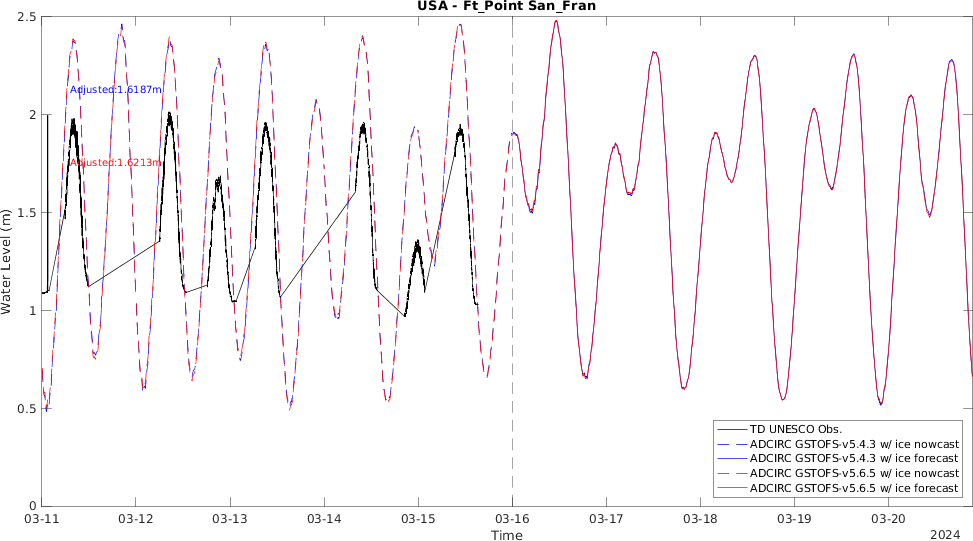 USA - Ft_Point San_Fran
2.5
Adjusted:1.6187m
2
Adjusted:1.6213m
1.5
Water Level (m)
1
0.5
TD UNESCO Obs.
ADCIRC GSTOFS-v5.4.3 w/ ice nowcast
ADCIRC GSTOFS-v5.4.3 w/ ice forecast
ADCIRC GSTOFS-v5.6.5 w/ ice nowcast
ADCIRC GSTOFS-v5.6.5 w/ ice forecast
0
03-11 03-12 03-13 03-14 03-15 03-16 03-17 03-18 03-19 03-20
Time
2024